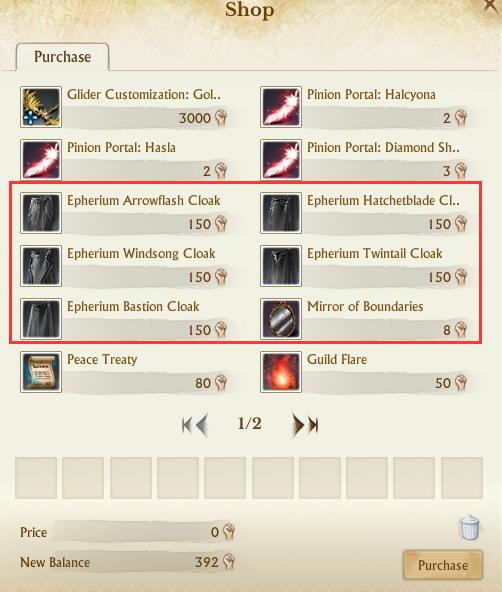 Shop
Purchase
Glider Customization: Gol..
3000
Pinion Portal: Halcyona
2
Pinion Portal: Hasla
2
Pinion Portal: Diamond Sh..
3
Epherium Arrowflash Cloak
150
Epherium Hatchetblade Cl..
150
Epherium Windsong Cloak
150
Epherium Twintail Cloak
150
Epherium Bastion Cloak
150
Mirror of Boundaries
8
Peace Treaty
80
Guild Flare
50
1/2
Price 0
New Balance 392
Purchase